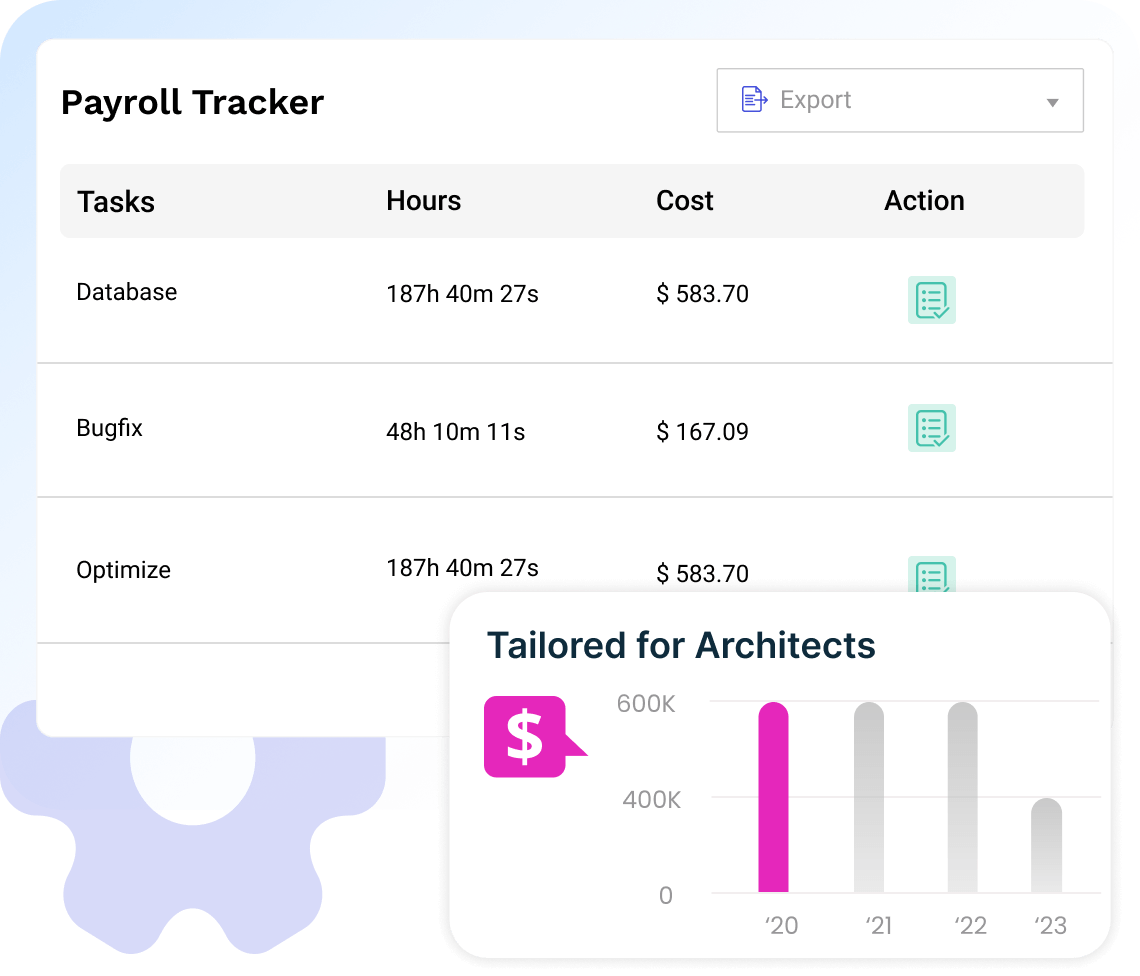 Payroll Tracker
Export
Tasks Hours Cost Action
Database 187h 40m 27s $ 583.70
Bugfix 48h 10m 11s $ 167.09
Optimize 187h 40m 27s $ 583.70
Tailored for Architects
$
600K
400K
0
‘20 ‘21 ‘22 ‘23